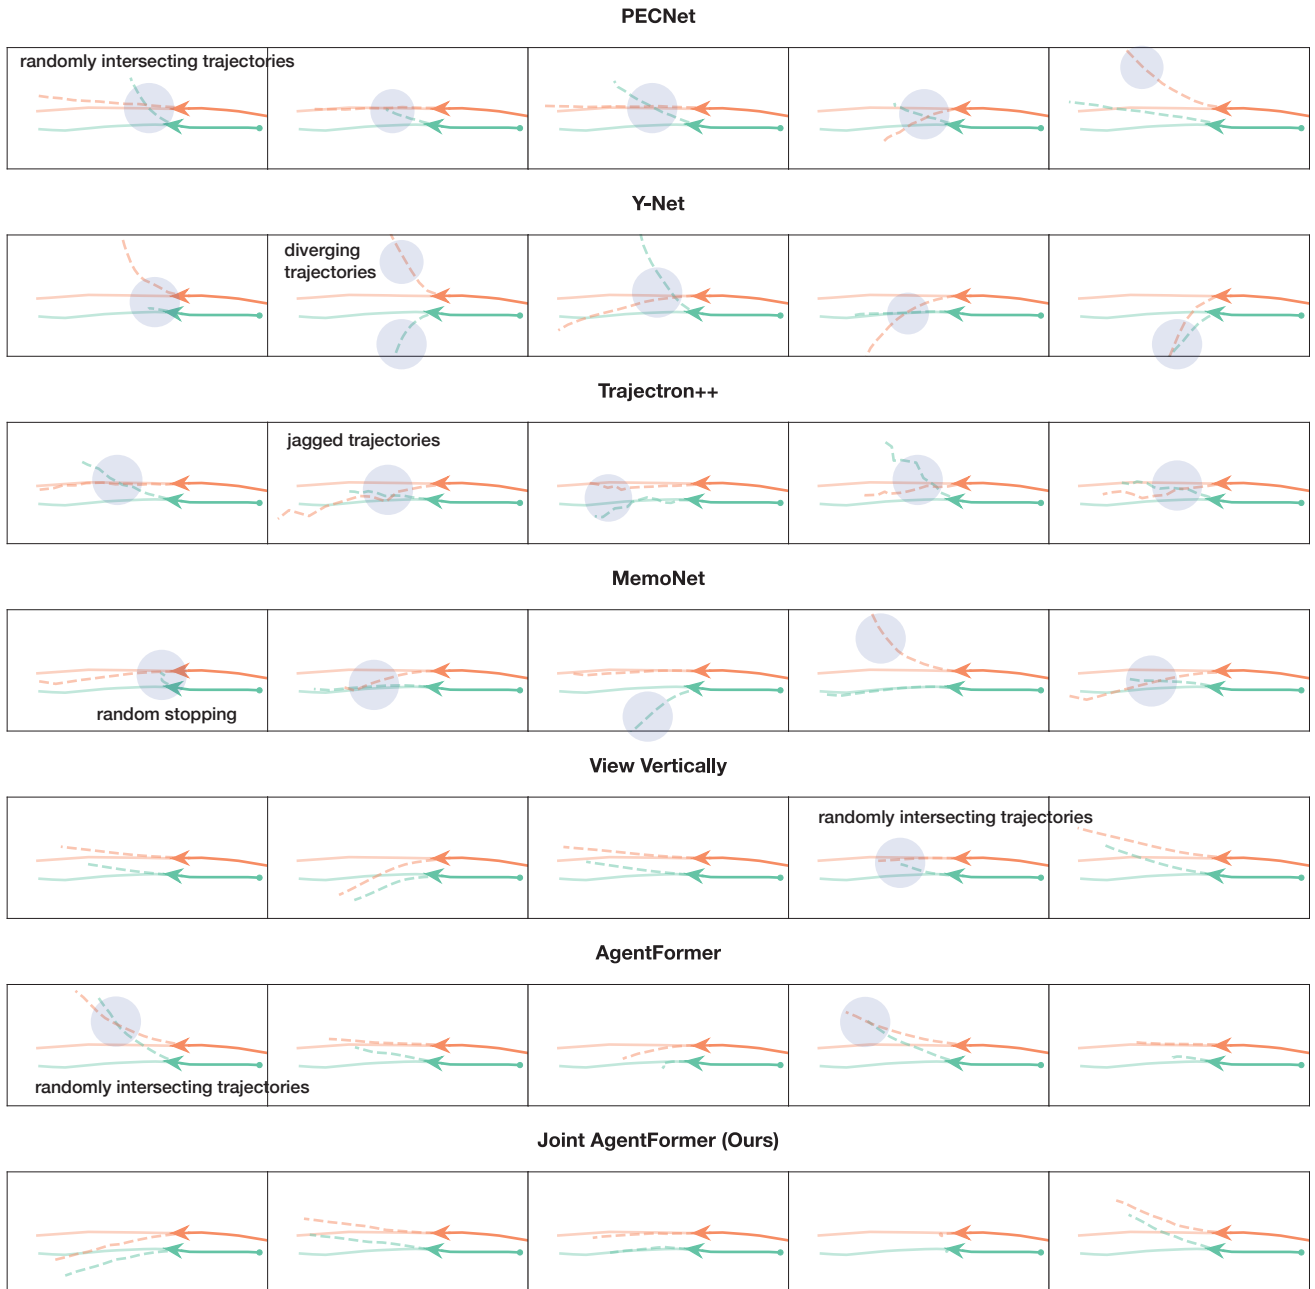 PECNet
randomly intersecting trajectories
Y-Net
diverging
trajectories
Trajectron++
jagged trajectories
MemoNet
random stopping
View Vertically
randomly intersecting trajectories
AgentFormer
randomly intersecting trajectories
Joint AgentFormer (Ours)